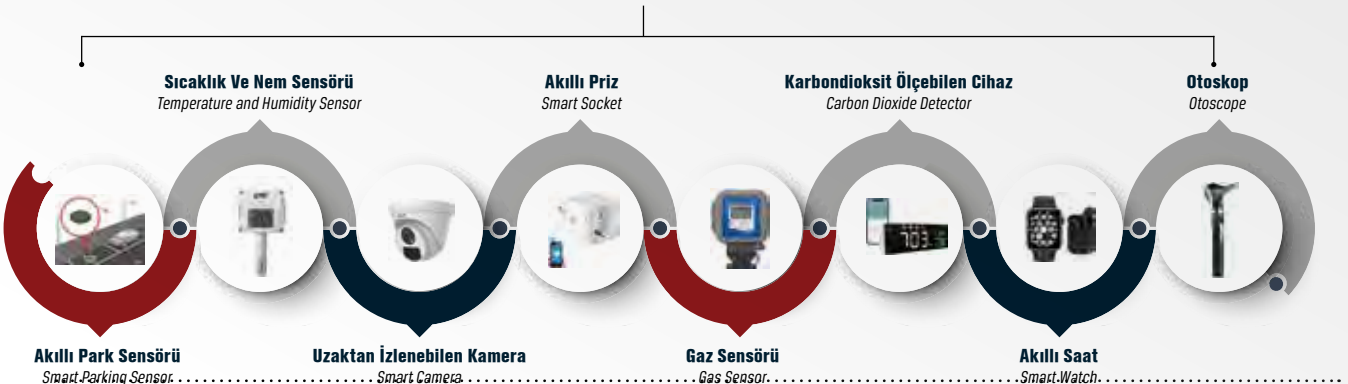 Sıcaklık Ve Nem Sensörü
Temperature and Humidity Sensor
Akıllı Priz
Smart Socket
Karbondioksit Ölçebilen Cihaz
Carbon Dioxide Detector
Otoskop
Otoscope
703
Akıllı Park Sensörü
Smart Parking Sensor
Uzaktan İzlenebilen Kamera
Smart Camera
Gaz Sensörü
Gas Sensor
Akıllı Saat
Smart Watch